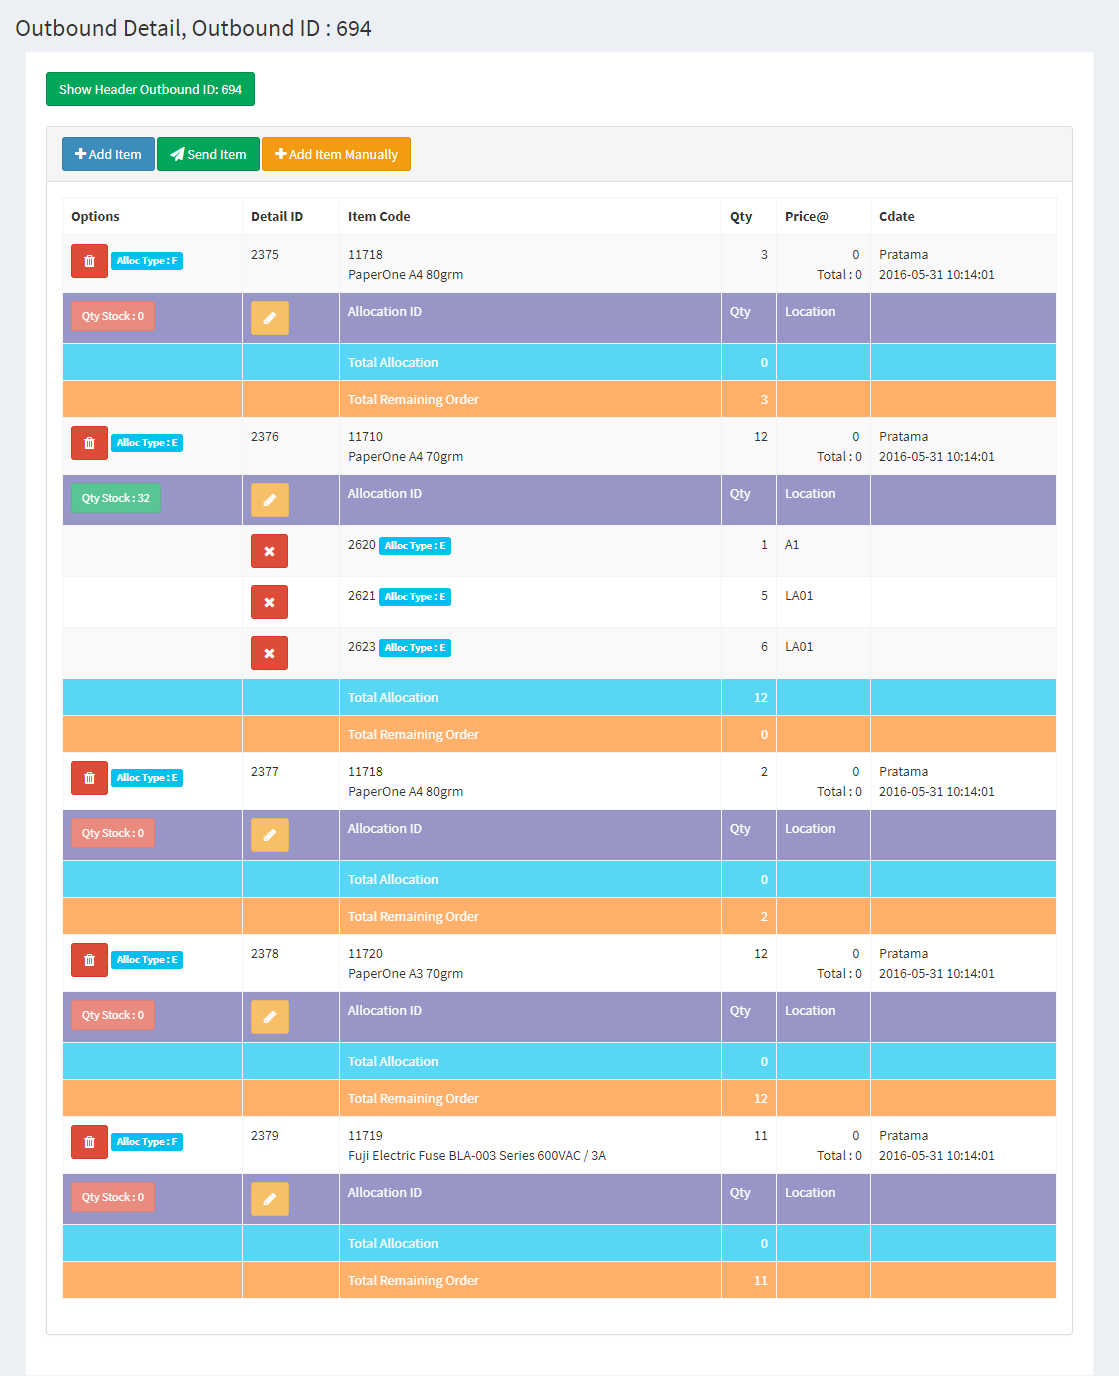 Outbound Detail, Outbound ID : 694
Show Header Outbound ID: 694
Add Item Send Item Add Item Manually
Options Detail ID Item Code Qty Price@ Cdate
Alloc Type : F 2375 11718 3 0 Pratama
PaperOne A4 80grm Total : 0 2016-05-31 10:14:01
Qty Stock : 0 Allocation ID Qty Location
Total Allocation 0
Total Remaining Order 3
Alloc Type : E 2376 11710 12 0 Pratama
PaperOne A4 70grm Total : 0 2016-05-31 10:14:01
Qty Stock : 32 Allocation ID Qty Location
2620 Alloc Type : E 1 A1
2621 Alloc Type : E 5 LA01
2623 Alloc Type : E 6 LA01
Total Allocation 12
Total Remaining Order 0
Alloc Type : E 2377 11718 2 0 Pratama
PaperOne A4 80grm Total : 0 2016-05-31 10:14:01
Qty Stock : 0 Allocation ID Qty Location
Total Allocation 0
Total Remaining Order 2
Alloc Type : E 2378 11720 12 0 Pratama
PaperOne A3 70grm Total : 0 2016-05-31 10:14:01
Qty Stock : 0 Allocation ID Qty Location
Total Allocation 0
Total Remaining Order 12
Alloc Type : F 2379 11719 11 0 Pratama
Fuji Electric Fuse BLA-003 Series 600VAC / 3A Total : 0 2016-05-31 10:14:01
Qty Stock : 0 Allocation ID Qty Location
Total Allocation 0
Total Remaining Order 11